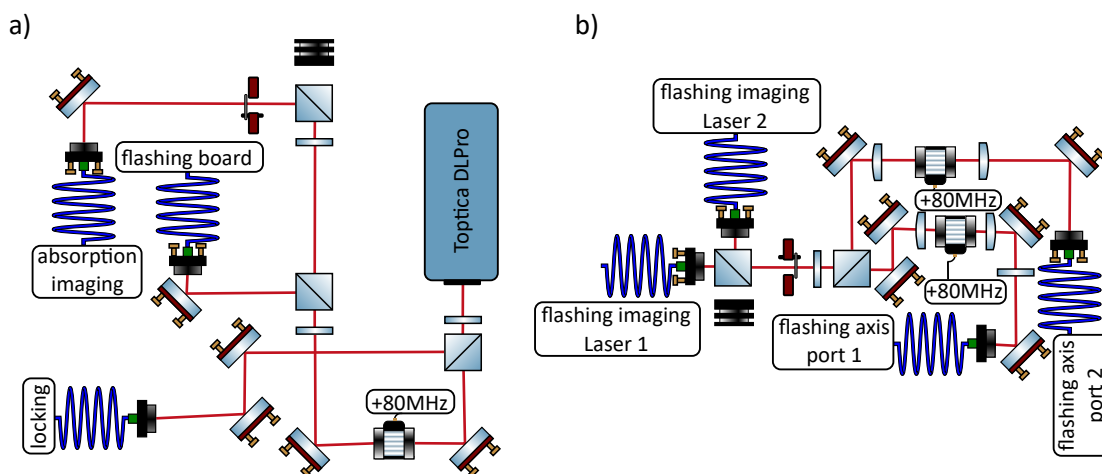 a)
flashing board
absorption
imaging
Toptica DLPro
locking
+80MHz
b)
flashing imaging
Laser 2
+80MHz
+80MHz
flashing imaging
Laser 1
flashing axis
port 1
flashing axis
port 2